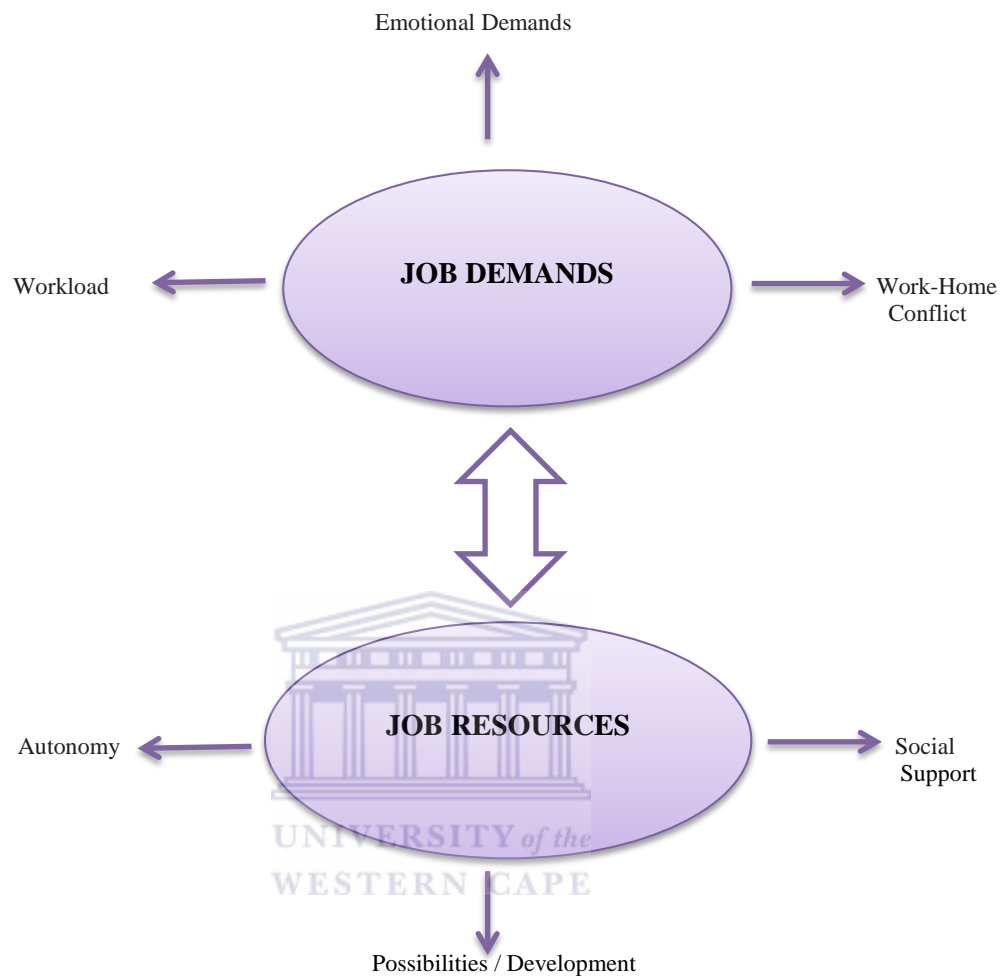 Emotional Demands
JOB DEMANDS
Workload
Work-Home
Conflict
JOB RESOURCES
Autonomy
Social
Support
UNIVERSITY of the
WESTERN CAPE
Possibilities / Development